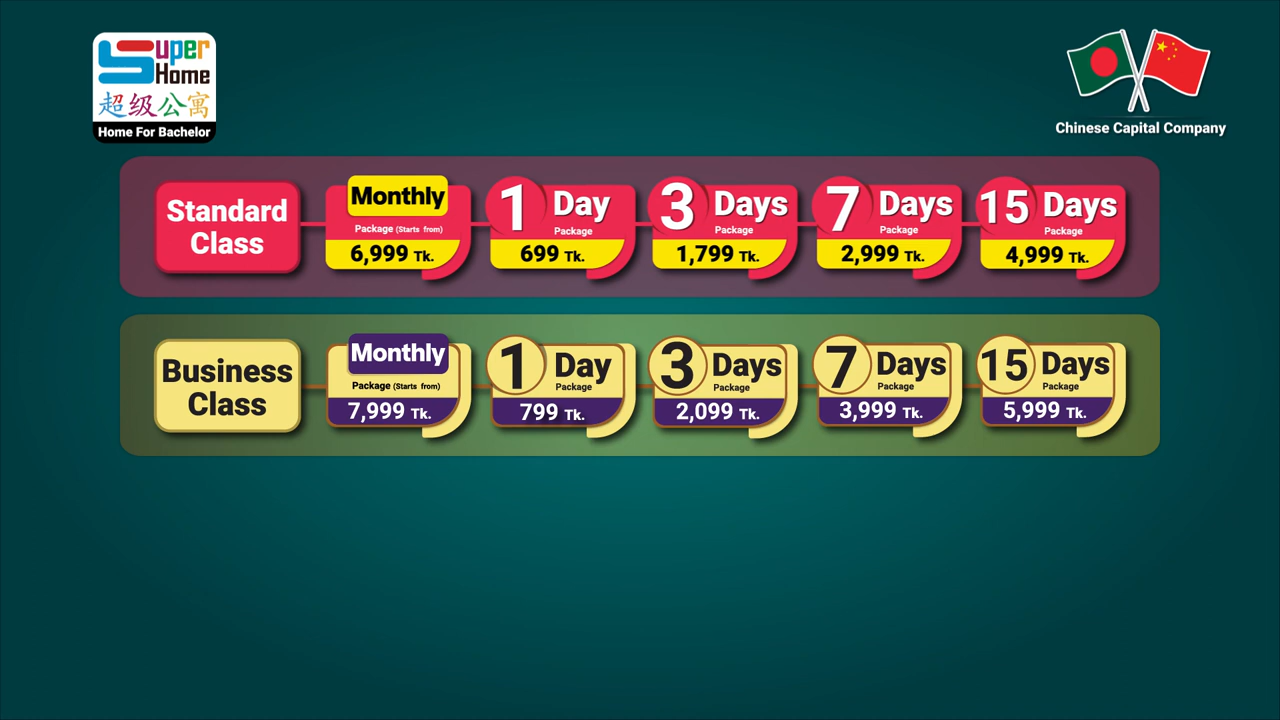 Super
Home
超级公寓
Home For Bachelor
Chinese Capital Company
Standard
Class
Monthly
Package (Starts from)
6,999 Tk.
1 Day
Package
699 Tk.
3 Days
Package
1,799 Tk.
7 Days
Package
2,999 Tk.
15 Days
Package
4,999 Tk.
Business
Class
Monthly
Package (Starts from)
7,999 Tk.
1 Day
Package
799 Tk.
3 Days
Package
2,099 Tk.
7 Days
Package
3,999 Tk.
15 Days
Package
5,999 Tk.